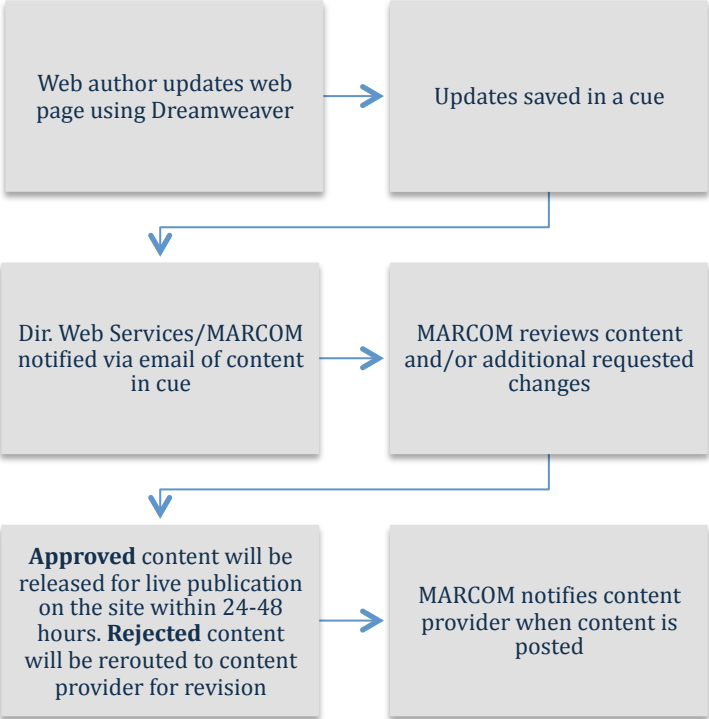 Web author updates web
page using Dreamweaver
Updates saved in a cue
Dir. Web Services/MARCOM
notified via email of content
in cue
MARCOM reviews content
and/or additional requested
changes
Approved content will be
released for live publication
on the site within 24-48
hours. Rejected content
will be rerouted to content
provider for revision
MARCOM notifies content
provider when content is
posted